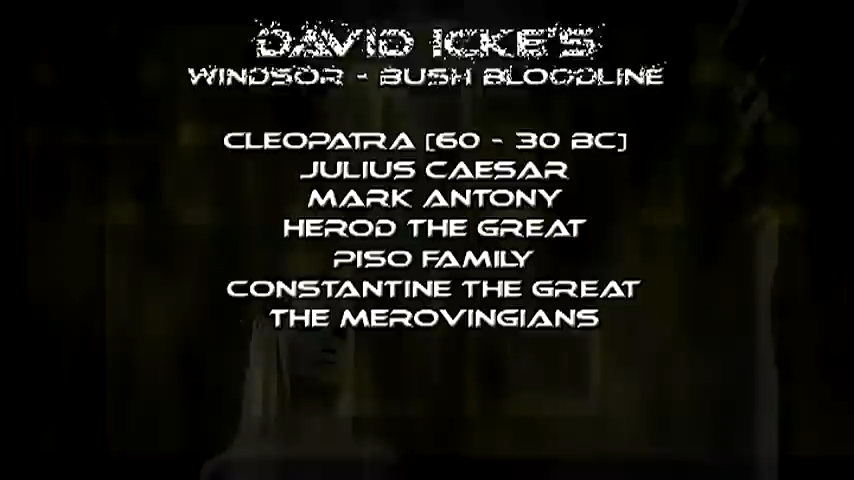 DAVID ICKE'S
WINDSOR - BUSH BLOODLINE
CLEOPATRA [60 - 30 BC]
JULIUS CAESAR
MARK ANTONY
HEROD THE GREAT
PISO FAMILY
CONSTANTINE THE GREAT
THE MEROVINGIANS